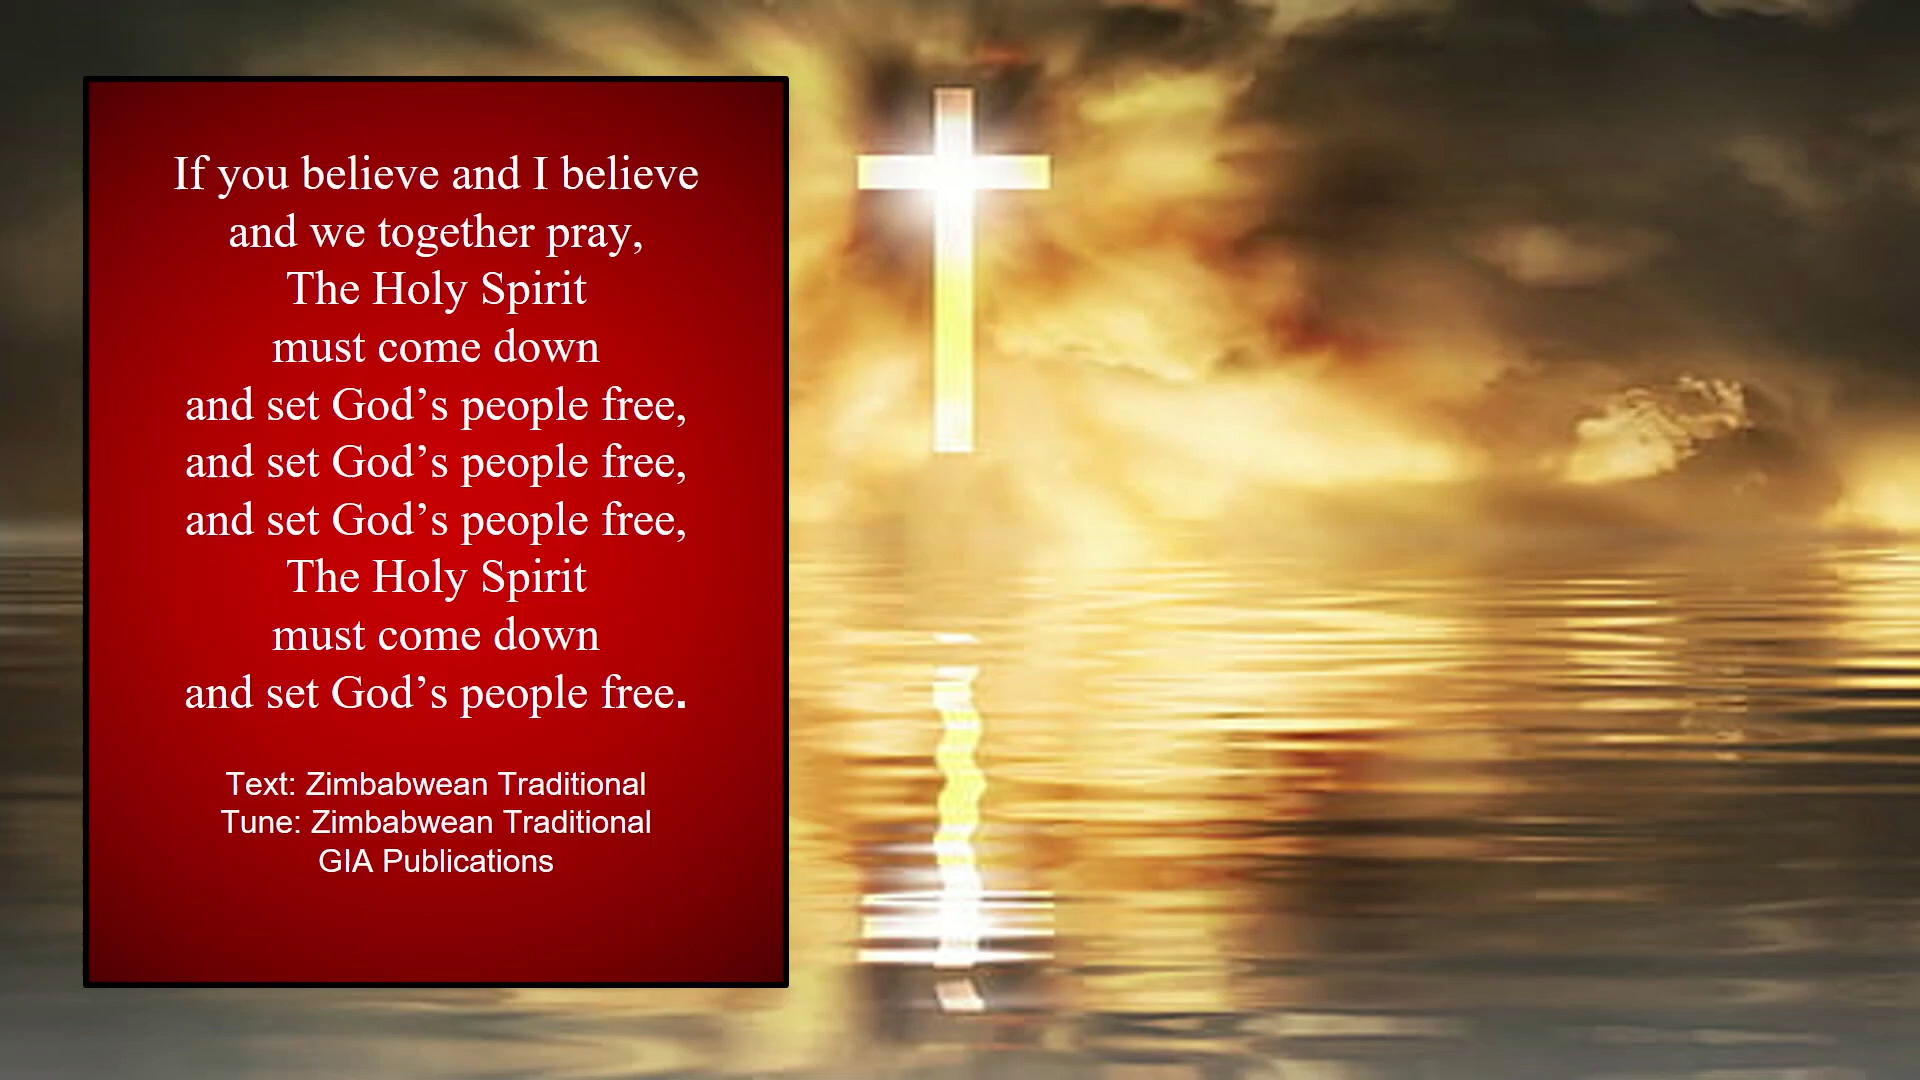 If you believe and I believe
and we together pray,
The Holy Spirit
must come down
and set God’s people free,
and set God’s people free,
and set God’s people free,
The Holy Spirit
must come down
and set God’s people free.
Text: Zimbabwean Traditional
Tune: Zimbabwean Traditional
GIA Publications